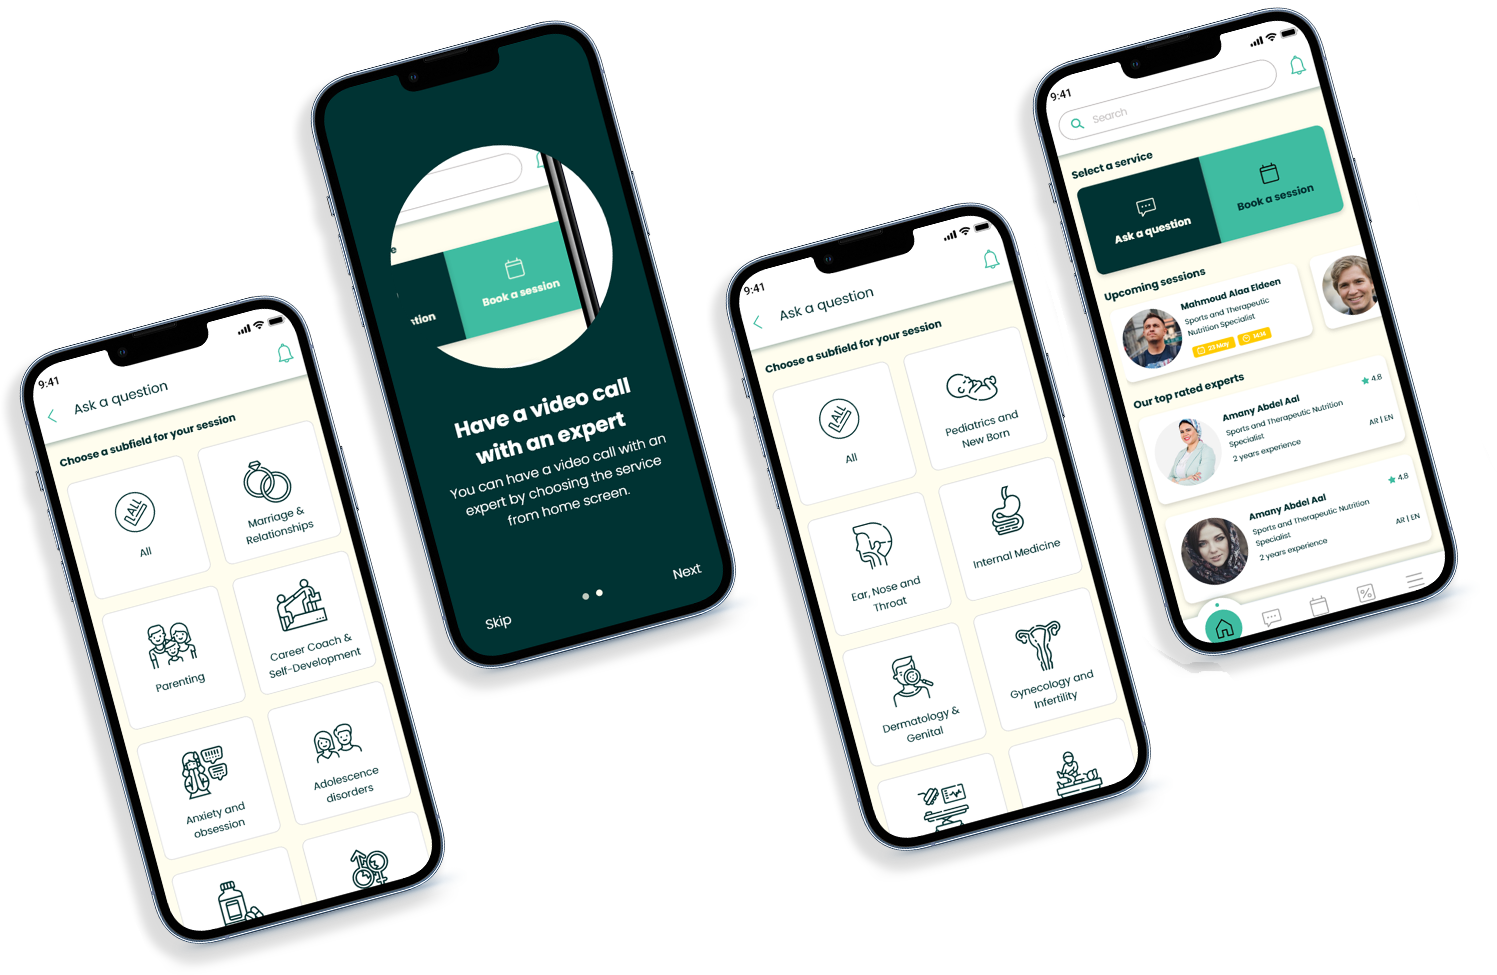 9:41
Ask a question
Choose a subfield for your session
ALL
All
Marriage &
Relationships
Parenting
Career Coach &
Self-Development
Anxiety and
obsession
Adolescence
disorders
Book a session
Have a video call
with an expert
You can have a video call with an
expert by choosing the service
from home screen.
Next
Skip
9:41
Ask a question
Choose a subfield for your session
ALL
All
Pediatrics and
New Born
Ear, Nose and
Throat
Internal Medicine
Dermatology &
Genital
Gynecology and
Infertility
9:41
Search
Select a service
Ask a question
Book a session
Upcoming sessions
Mahmoud Alaa Eldeen
Sports and Therapeutic
Nutrition Specialist
23 May
14:14
Our top rated experts
Amany Abdel Aal
4.8
Sports and Therapeutic Nutrition
Specialist
AR | EN
2 years experience
Amany Abdel Aal
4.8
Sports and Therapeutic Nutrition
Specialist
AR | EN
2 years experience